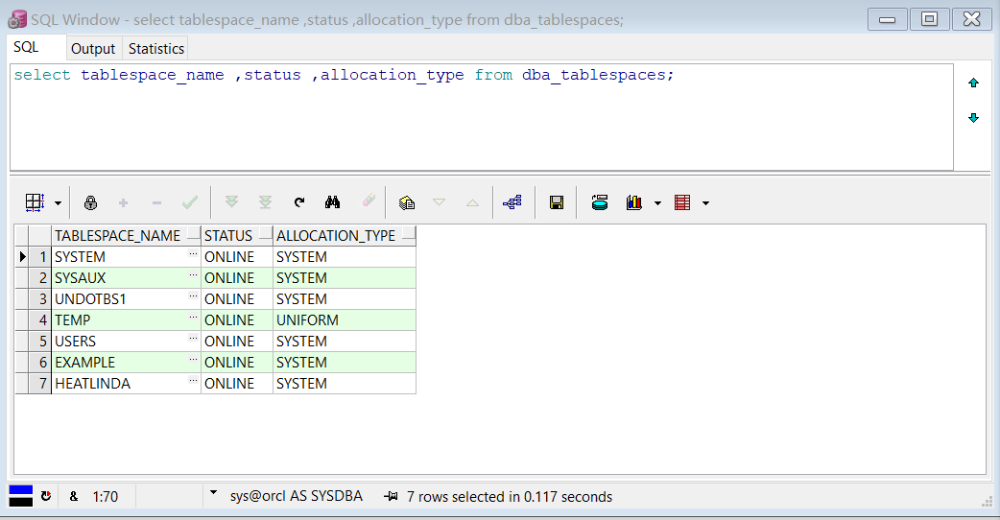 SQL Window - select tablespace_name ,status ,allocation_type from dba_tablespaces;
SQL Output Statistics
select tablespace_name ,status ,allocation_type from dba_tablespaces;
TABLESPACE_NAME STATUS ALLOCATION_TYPE
1 SYSTEM ... ONLINE SYSTEM
2 SYSAUX ... ONLINE SYSTEM
3 UNDOTBS1 ... ONLINE SYSTEM
4 TEMP ... ONLINE UNIFORM
5 USERS ... ONLINE SYSTEM
6 EXAMPLE ... ONLINE SYSTEM
7 HEATLINDA ... ONLINE SYSTEM
& 1:70 sys@orcl AS SYSDBA 7 rows selected in 0.117 seconds